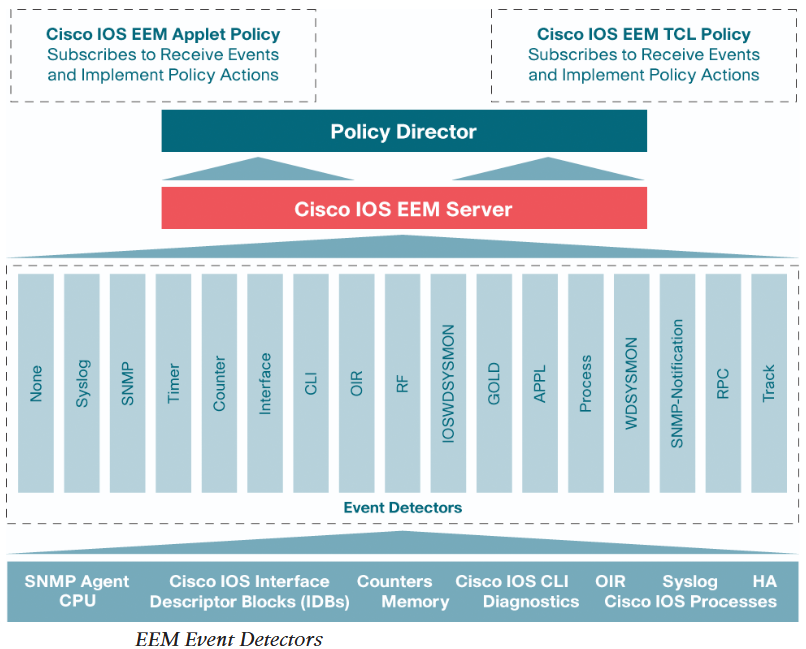 Cisco IOS EEM Applet Policy
Subscribes to Receive Events
and Implement Policy Actions
Cisco IOS EEM TCL Policy
Subscribes to Receive Events
and Implement Policy Actions
Policy Director
Cisco IOS EEM Server
None
Syslog
SNMP
Timer
Counter
Interface
CLI
OIR
RF
IOSWDSYSMON
GOLD
APPL
Process
WDSYSMON
SNMP-Notification
RPC
Track
Event Detectors
SNMP Agent
CPU
Cisco IOS Interface
Descriptor Blocks (IDBs)
Counters
Memory
Cisco IOS CLI
Diagnostics
OIR
Syslog
HA
Cisco IOS Processes
EEM Event Detectors